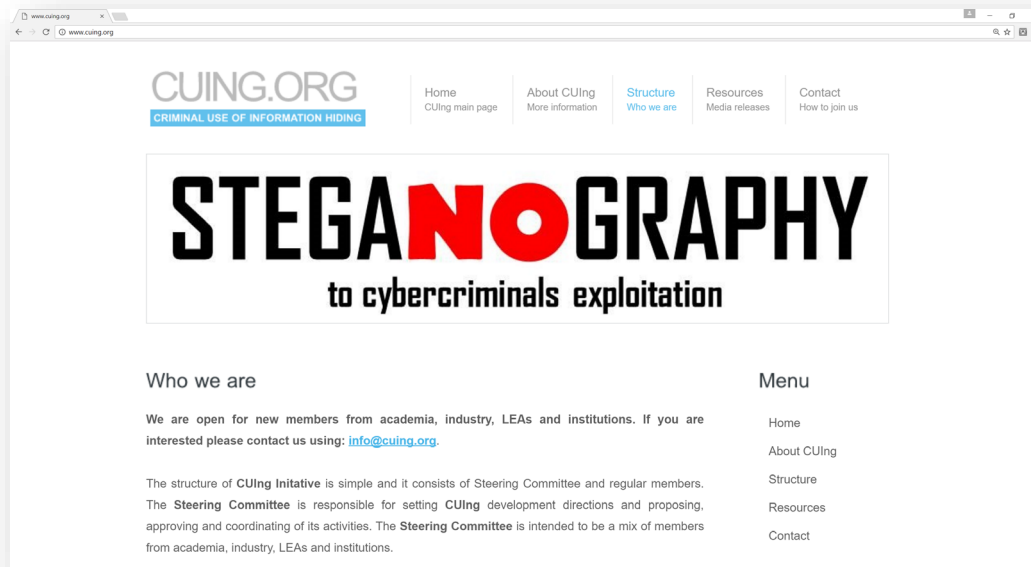 www.cuing.org
www.cuing.org
CUING.ORG
CRIMINAL USE OF INFORMATION HIDING
Home
CUIng main page
About CUIng
More information
Structure
Who we are
Resources
Media releases
Contact
How to join us
STEGANOGRAPHY
to cybercriminals exploitation
Who we are
We are open for new members from academia, industry, LEAs and institutions. If you are
interested please contact us using: info@cuing.org.
The structure of CUIng Initative is simple and it consists of Steering Committee and regular members.
The Steering Committee is responsible for setting CUIng development directions and proposing,
approving and coordinating of its activities. The Steering Committee is intended to be a mix of members
from academia, industry, LEAs and institutions.
Menu
Home
About CUIng
Structure
Resources
Contact